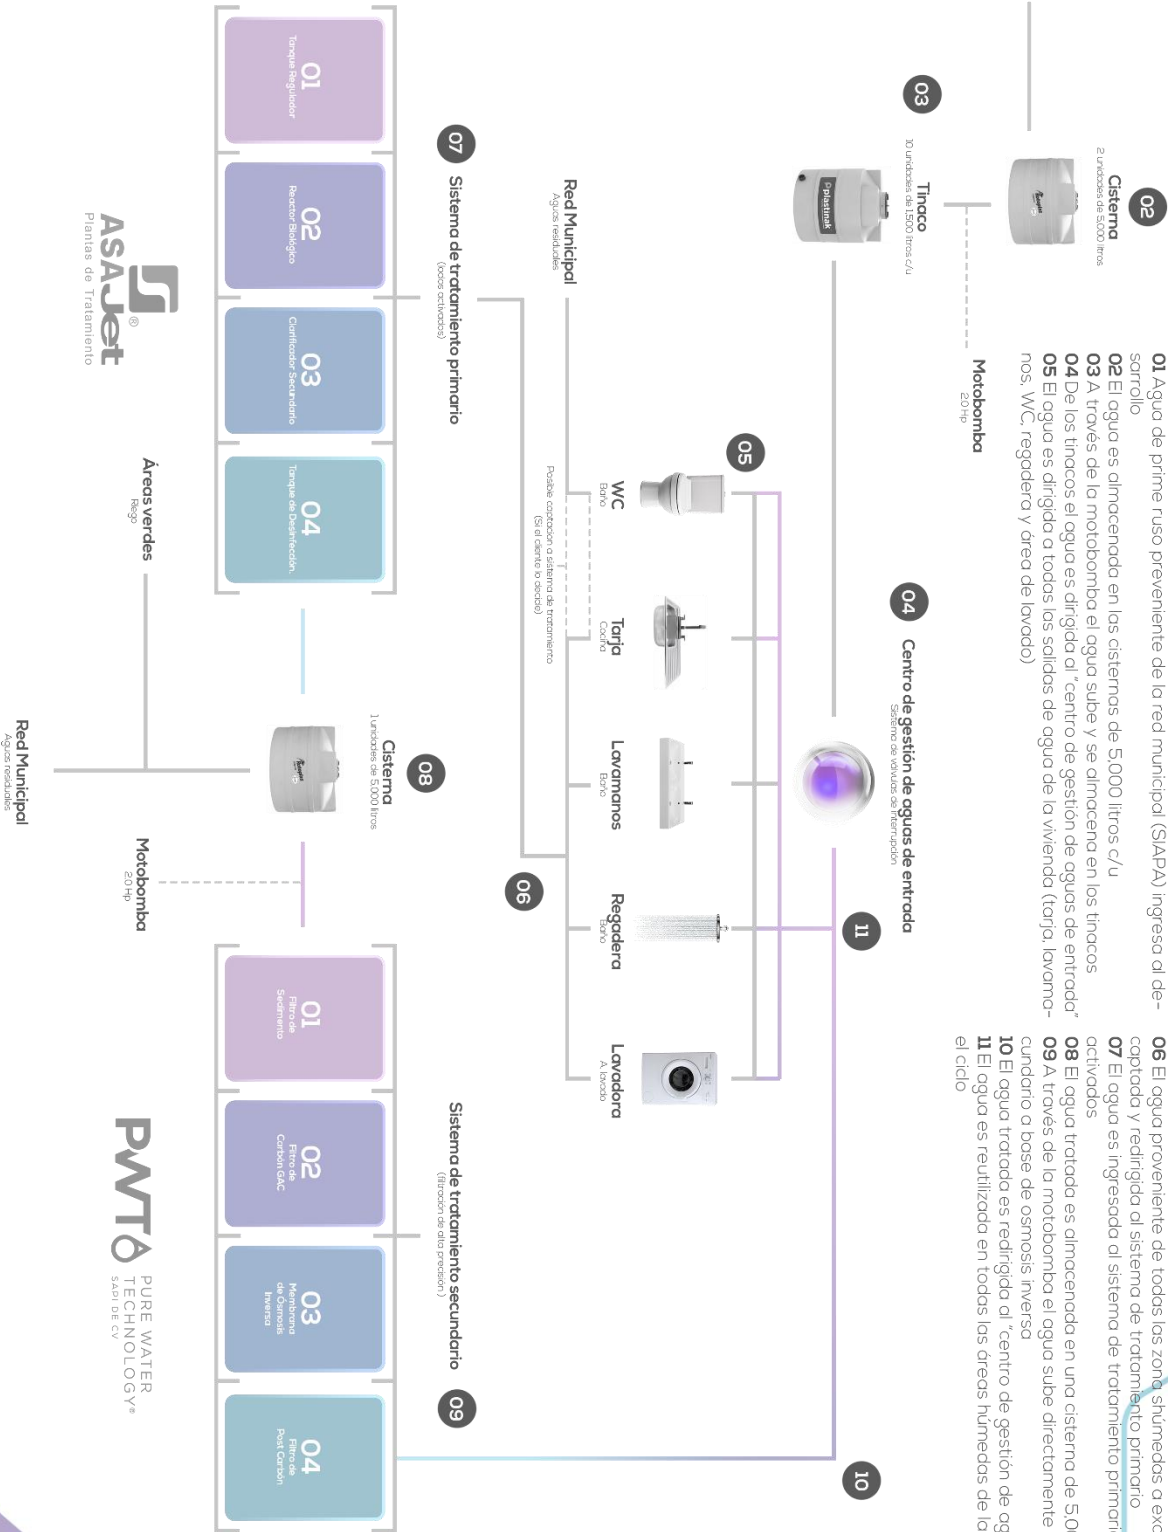 01 Agua de prime ruso preveniente de la red municipal (SIAPA) ingresa al de-
sarrollo
02 El agua es almacenada en las cisternas de 5,000 litros c/u
03 A través de la motobomba el agua sube y se almacena en los tinacos
04 De los tinacos el agua es dirigida al "centro de gestión de aguas de entrada"
05 El agua es dirigida a todas las salidas de agua de la vivienda (tarja, lavama-
nos, WC, regadera y área de lavado)
06 El agua proveniente de todas las zona shúmedas a exc
captada y redirigida al sistema de tratamiento primario
07 El agua es ingresada al sistema de tratamiento primari
activados
08 El agua tratada es almacenada en una cisterna de 5,0
09 A través de la motobomba el agua sube directamente
cundario a base de osmosis inversa
10 El agua tratada es redirigida al "centro de gestión de ag
11 El agua es reutilizada en todas las áreas húmedas de la
el ciclo
02
Cisterna
2 unidades de 5,000 litros
Motobomba
2.0 Hp
03
Tinaco
10 unidades de 1,500 litros c/u
plastinak
04
Centro de gestión de aguas de entrada
Sistema de válvulas de interrupción
11
10
05
WC
Baño
Tarja
Cocina
Lavamanos
Baño
Regadera
Baño
Lavadora
A. lavado
Red Municipal
Aguas residuales
Posible captacion a sistema de tratamiento
(Si el cliente lo decide)
06
07
Sistema de tratamiento primario
(lodos activados)
01
Tanque Regulador
02
Reactor Biológico
03
Clarificador Secundario
04
Tanque de Desinfección.
08
Cisterna
1 unidades de 5,000 litros
Sistema de tratamiento secundario
(filtración de alta precisión)
09
01
Filtro de
Sedimento
02
Filtro de
Carbón GAC
03
Membrana
de Ósmosis
Inversa
04
Filtro de
Post Carbón
ASAJet®
Plantas de Tratamiento
Áreas verdes
Riego
Motobomba
2.0 Hp
Red Municipal
Aguas residuales
PWT
PURE WATER
TECHNOLOGY®
SAPI DE CV